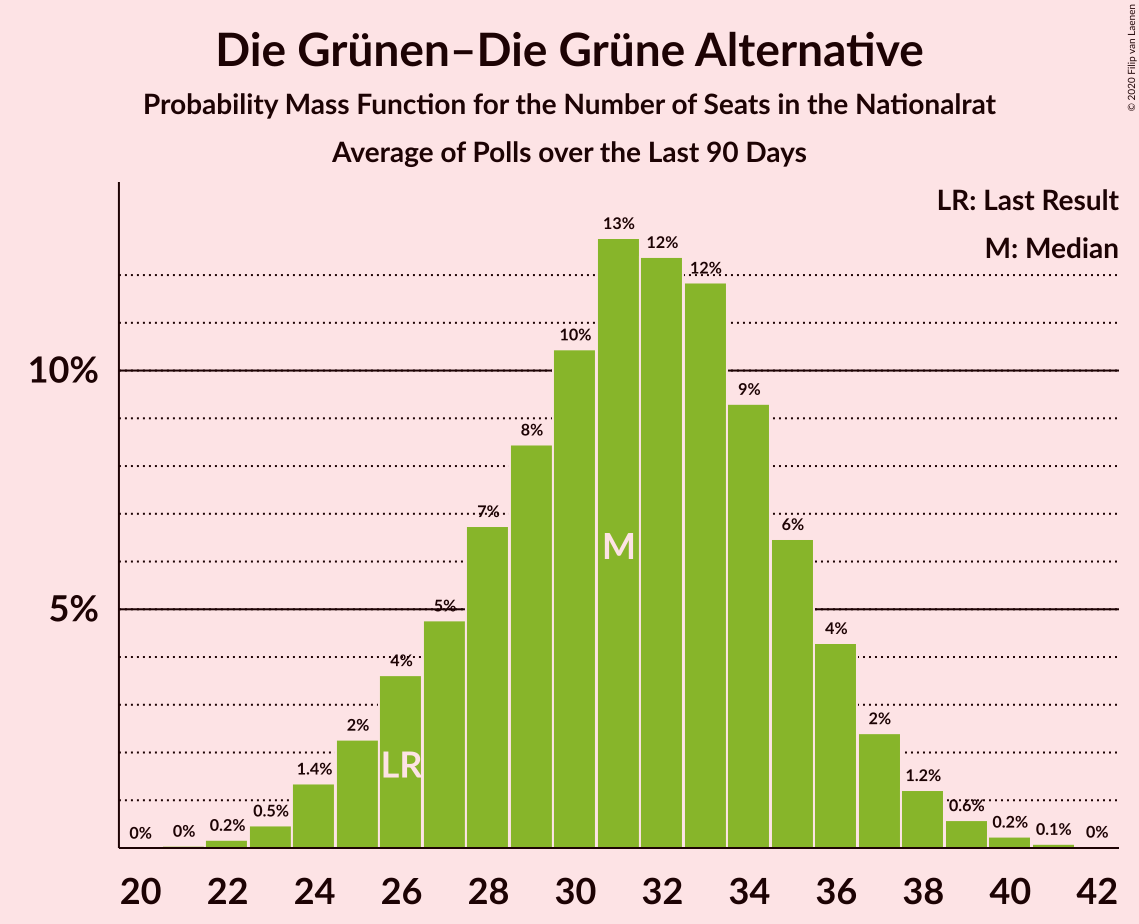 Die Grünen–Die Grüne Alternative
Probability Mass Function for the Number of Seats in the Nationalrat
Average of Polls over the Last 90 Days
© 2020 Filip van Laenen
LR: Last Result
M: Median
13%
12%
12%
10%
10%
9%
8%
7%
M
6%
5%
5%
4%
4%
2%
2%
LR
1.4%
1.2%
0.5%
0.6%
0%
0%
0.2%
0.2%
0.1%
0%
20 22 24 26 28 30 32 34 36 38 40 42